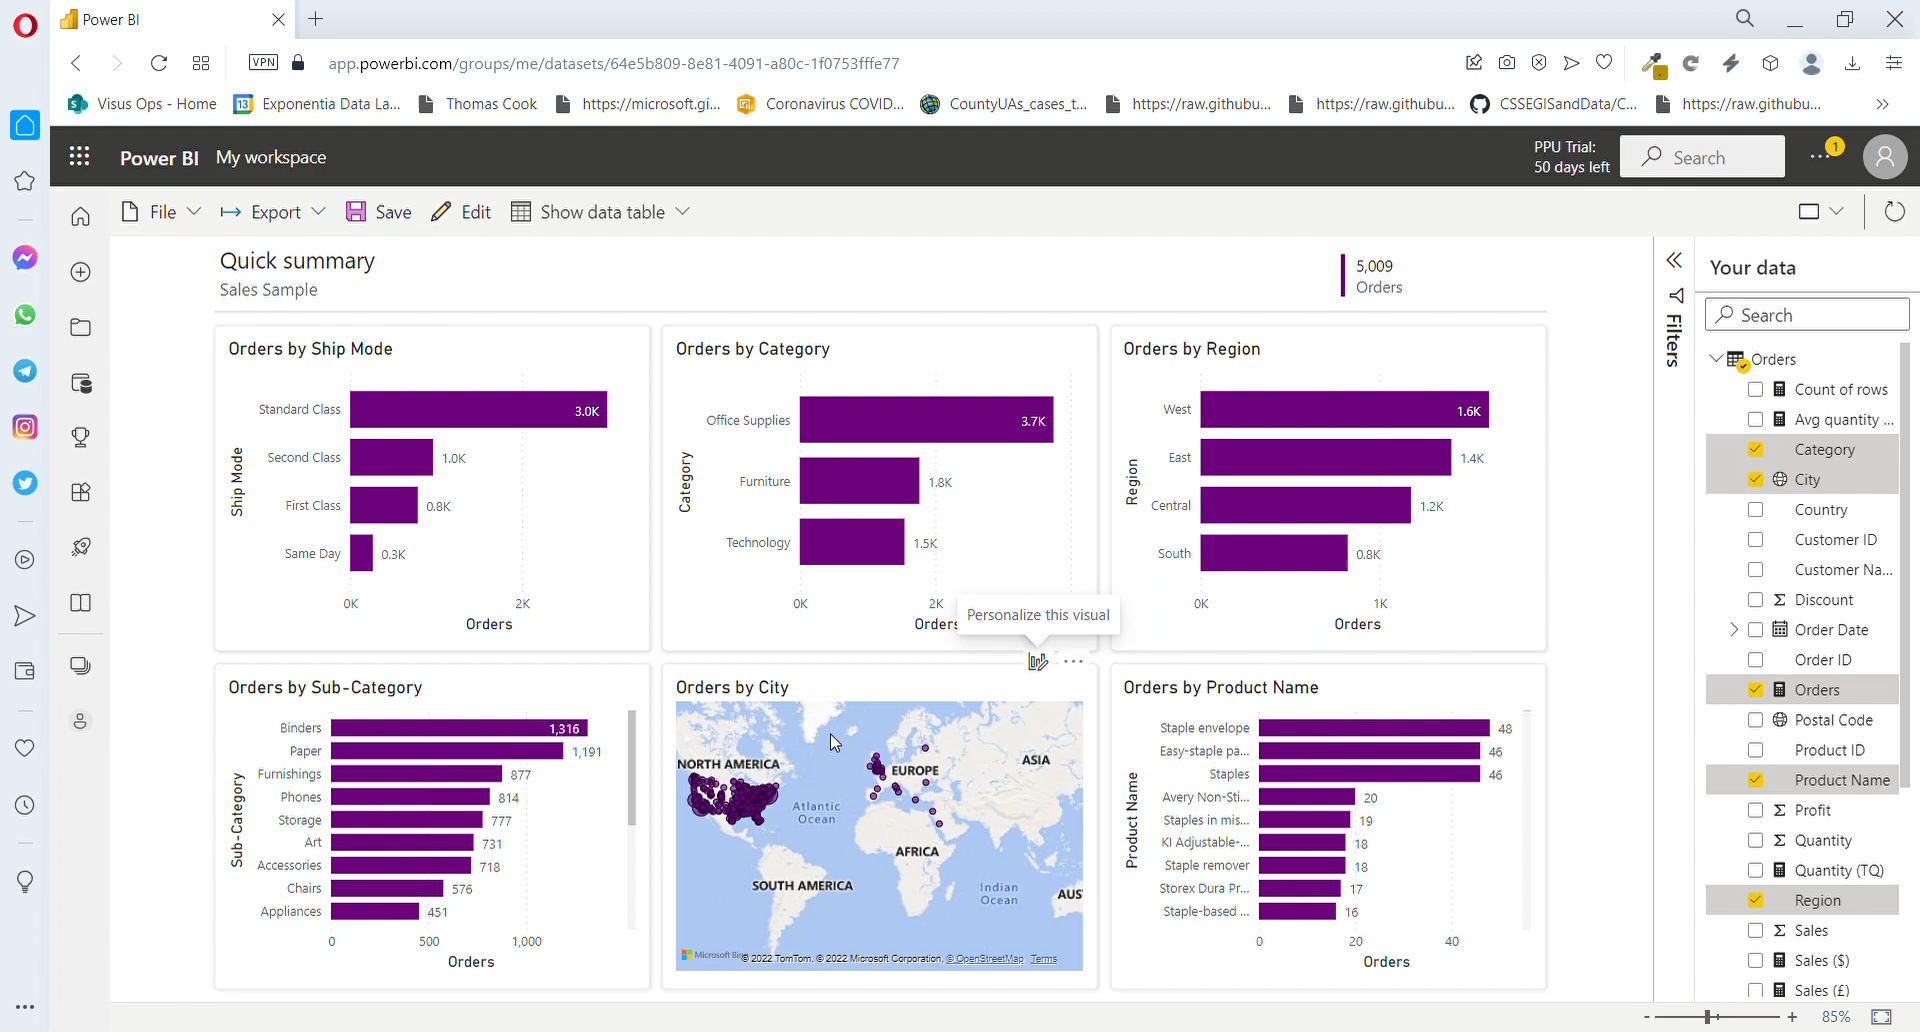 Power BI
VPN
app.powerbi.com/groups/me/datasets/64e5b809-8e81-4091-a80c-1f0753fffe77
Visus Ops - Home
13
Exponentia Data La...
Thomas Cook
https://microsoft.gi...
Coronavirus COVID...
CountyUAs_cases_t...
https://raw.githubu...
https://raw.githubu...
CSSEGISandData/C...
https://raw.githubu...
Power BI My workspace
PPU Trial:
50 days left
Search
1
File
Export
Save
Edit
Show data table
Quick summary
Sales Sample
5,009
Orders
Orders by Ship Mode
Ship Mode
Standard Class 3.0K
Second Class 1.0K
First Class 0.8K
Same Day 0.3K
0K 2K
Orders
Orders by Category
Category
Office Supplies 3.7K
Furniture 1.8K
Technology 1.5K
0K 2K
Orders
Personalize this visual
Orders by Region
Region
West 1.6K
East 1.4K
Central 1.2K
South 0.8K
0K 1K
Orders
Orders by Sub-Category
Sub-Category
Binders 1,316
Paper 1,191
Furnishings 877
Phones 814
Storage 777
Art 731
Accessories 718
Chairs 576
Appliances 451
0 500 1,000
Orders
Orders by City
NORTH AMERICA
EUROPE
ASIA
Atlantic
Ocean
AFRICA
SOUTH AMERICA
Indian
Ocean
AUS
Microsoft Bi
© 2022 TomTom, © 2022 Microsoft Corporation, © OpenStreetMap Terms
Orders by Product Name
Product Name
Staple envelope 48
Easy-staple pa... 46
Staples 46
Avery Non-Sti... 20
Staples in mis... 19
KI Adjustable-... 18
Staple remover 18
Storex Dura Pr... 17
Staple-based ... 16
0 20 40
Orders
Filters
Your data
Search
Orders
Count of rows
Avg quantity ...
Category
City
Country
Customer ID
Customer Na...
Σ Discount
Order Date
Order ID
Orders
Postal Code
Product ID
Product Name
Σ Profit
Σ Quantity
Quantity (TQ)
Region
Σ Sales
Sales ($)
Sales (£)
- + 85%